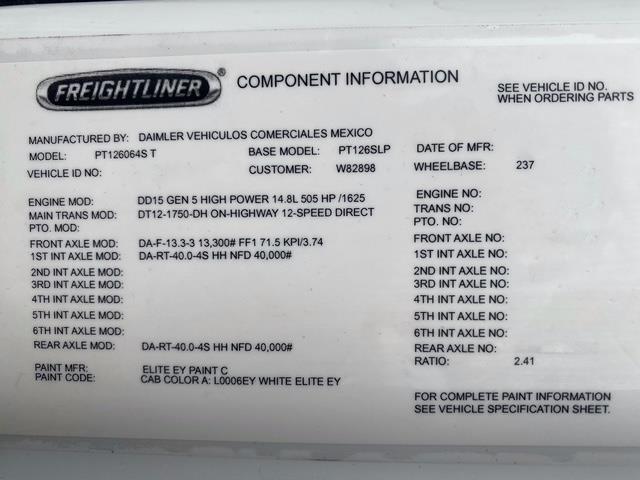 FREIGHTLINER ® COMPONENT INFORMATION
SEE VEHICLE ID NO.
WHEN ORDERING PARTS
MANUFACTURED BY: DAIMLER VEHICULOS COMERCIALES MEXICO
MODEL: PT126064S T BASE MODEL: PT126SLP DATE OF MFR:
VEHICLE ID NO: CUSTOMER: W82898 WHEELBASE: 237
ENGINE MOD: DD15 GEN 5 HIGH POWER 14.8L 505 HP /1625 ENGINE NO:
MAIN TRANS MOD: DT12-1750-DH ON-HIGHWAY 12-SPEED DIRECT TRANS NO:
PTO. MOD: PTO. NO:
FRONT AXLE MOD: DA-F-13.3-3 13,300# FF1 71.5 KPI/3.74 FRONT AXLE NO:
1ST INT AXLE MOD: DA-RT-40.0-4S HH NFD 40,000# 1ST INT AXLE NO:
2ND INT AXLE MOD: 2ND INT AXLE NO:
3RD INT AXLE MOD: 3RD INT AXLE NO:
4TH INT AXLE MOD: 4TH INT AXLE NO:
5TH INT AXLE MOD: 5TH INT AXLE NO:
6TH INT AXLE MOD: 6TH INT AXLE NO:
REAR AXLE MOD: DA-RT-40.0-4S HH NFD 40,000# REAR AXLE NO:
RATIO: 2.41
PAINT MFR: ELITE EY PAINT C
PAINT CODE: CAB COLOR A: L0006EY WHITE ELITE EY
FOR COMPLETE PAINT INFORMATION
SEE VEHICLE SPECIFICATION SHEET.